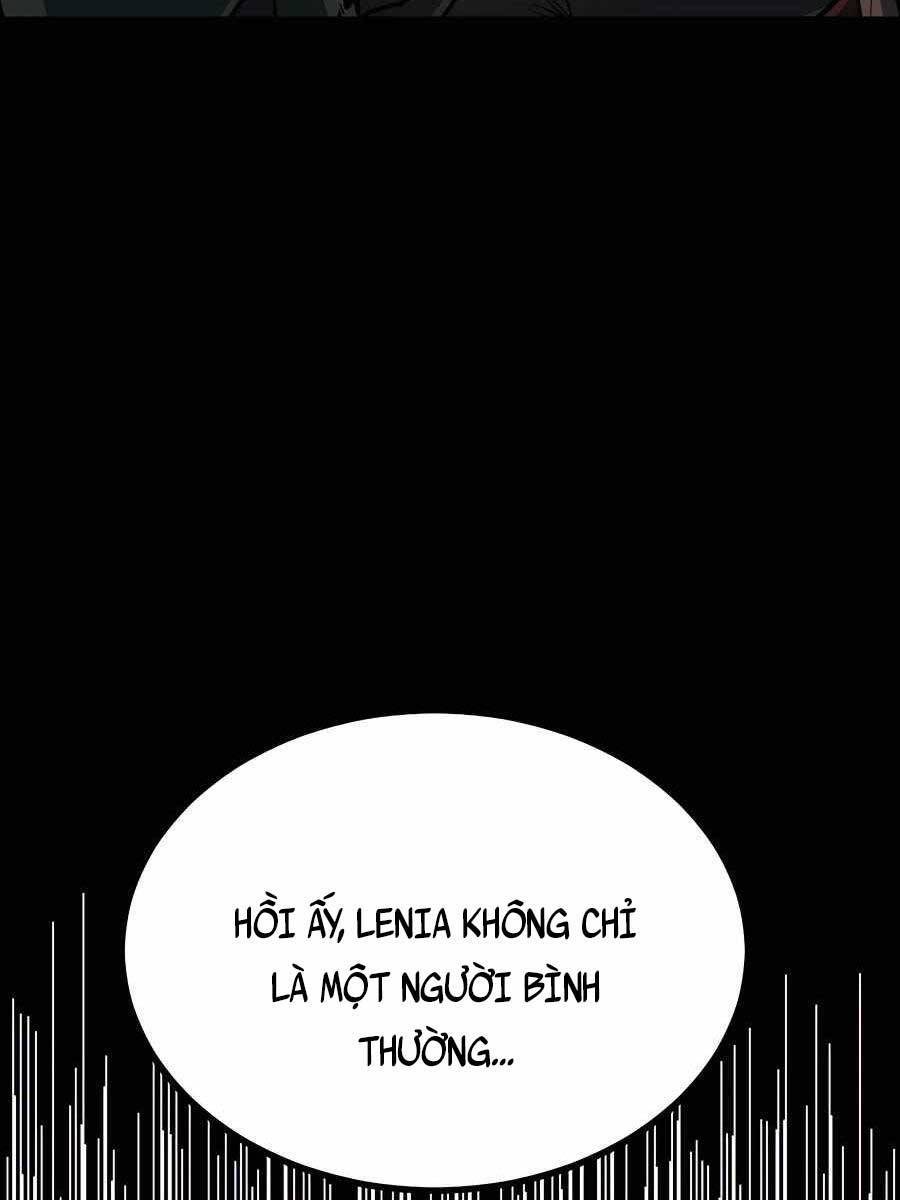 HỒI ẤY, LENIA KHÔNG CHỈ
LÀ MỘT NGƯỜI BÌNH
THƯỜNG...